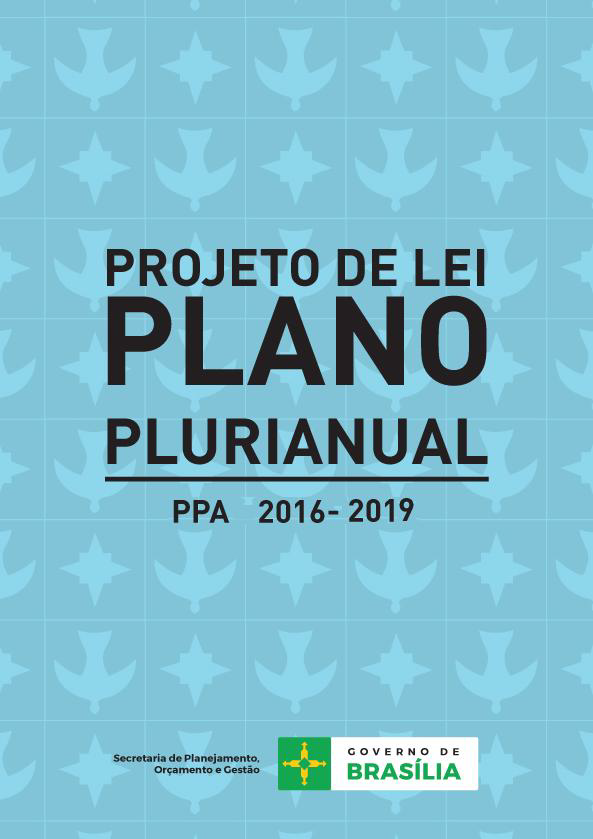 PROJETO DE LEI
PLANO
PLURIANUAL
PPA 2016- 2019
Secretaria de Planejamento,
Orçamento e Gestão
GOVERNO DE
BRASÍLIA